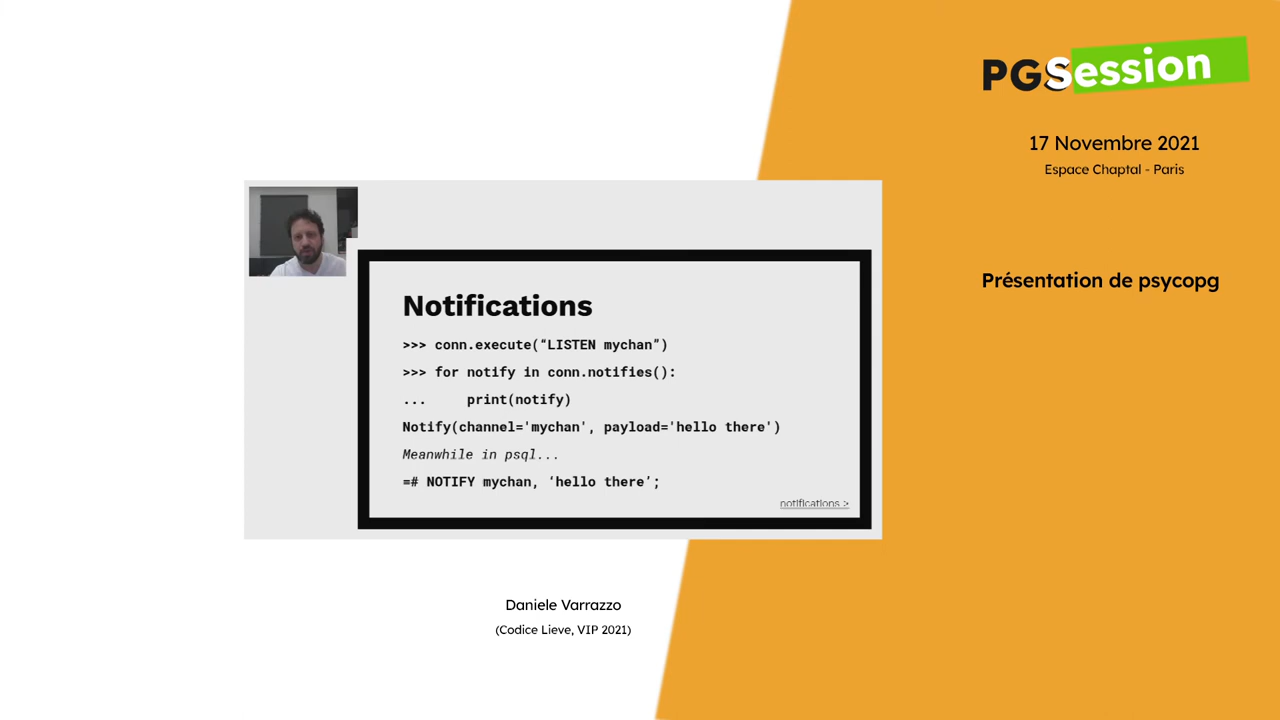 PGSession
17 Novembre 2021
Espace Chaptal - Paris
Présentation de psycopg
Notifications
>>> conn.execute(“LISTEN mychan”)
>>> for notify in conn.notifies():
...     print(notify)
Notify(channel='mychan', payload='hello there')
Meanwhile in psql...
=# NOTIFY mychan, ‘hello there’;
notifications >
Daniele Varrazzo
(Codice Lieve, VIP 2021)